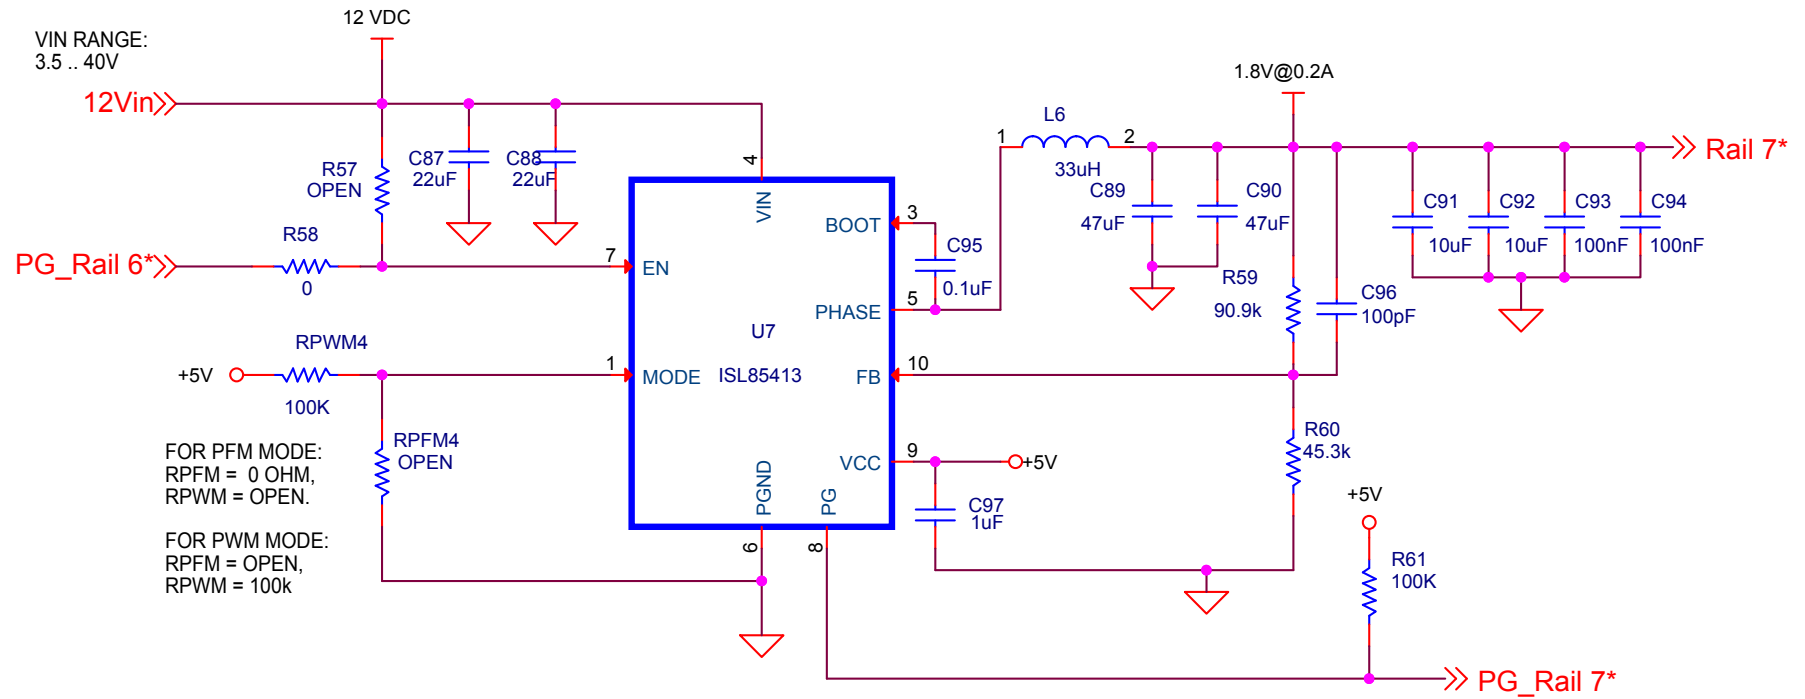 12 VDC
VIN RANGE:
3.5 .. 40V
12Vin
1.8V@0.2A
L6
1
2
33uH
Rail 7*
R57
OPEN
C87
22uF
C88
22uF
4
VIN
C89
47uF
C90
47uF
C91
10uF
C92
10uF
C93
100nF
C94
100nF
BOOT
3
C95
0.1uF
R58
0
PG_Rail 6*
7
EN
R59
90.9k
C96
100pF
PHASE
5
U7
ISL85413
RPWM4
+5V
100K
1
MODE
FB
10
RPFM4
OPEN
FOR PFM MODE:
RPFM = 0 OHM,
RPWM = OPEN.
R60
45.3k
VCC
9
+5V
PGND
PG
C97
1uF
+5V
FOR PWM MODE:
RPFM = OPEN,
RPWM = 100k
6
8
R61
100K
PG_Rail 7*